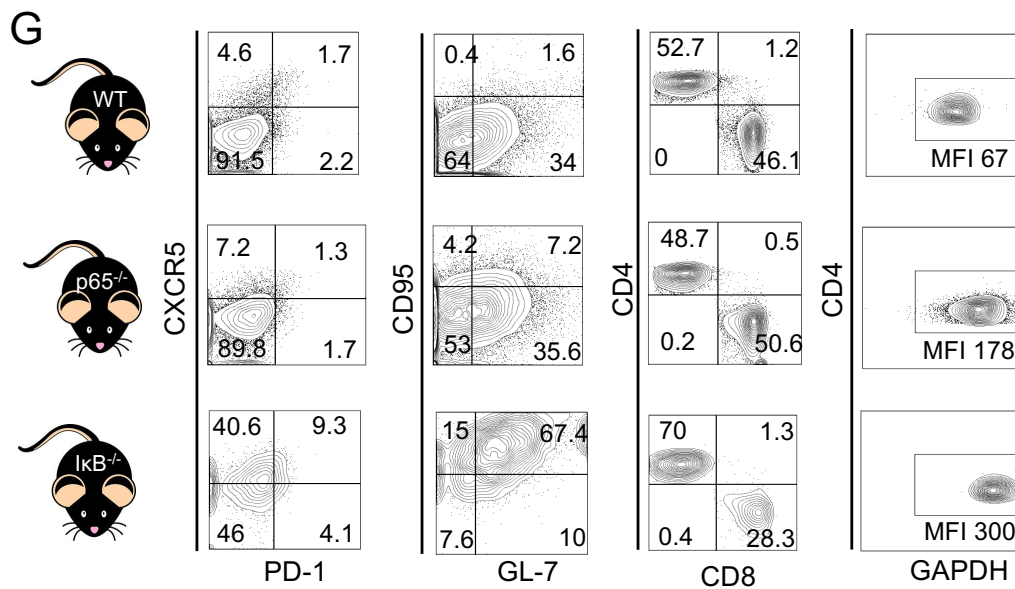 G
WT
CXCR5
4.6 1.7
91.5 2.2
CD95
0.4 1.6
64 34
CD4
52.7 1.2
0 46.1
CD4
MFI 67
p65-/-
7.2 1.3
89.8 1.7
4.2 7.2
53 35.6
48.7 0.5
0.2 50.6
MFI 178
IκB-/-
40.6 9.3
46 4.1
15 67.4
7.6 10
70 1.3
0.4 28.3
MFI 300
PD-1
GL-7
CD8
GAPDH